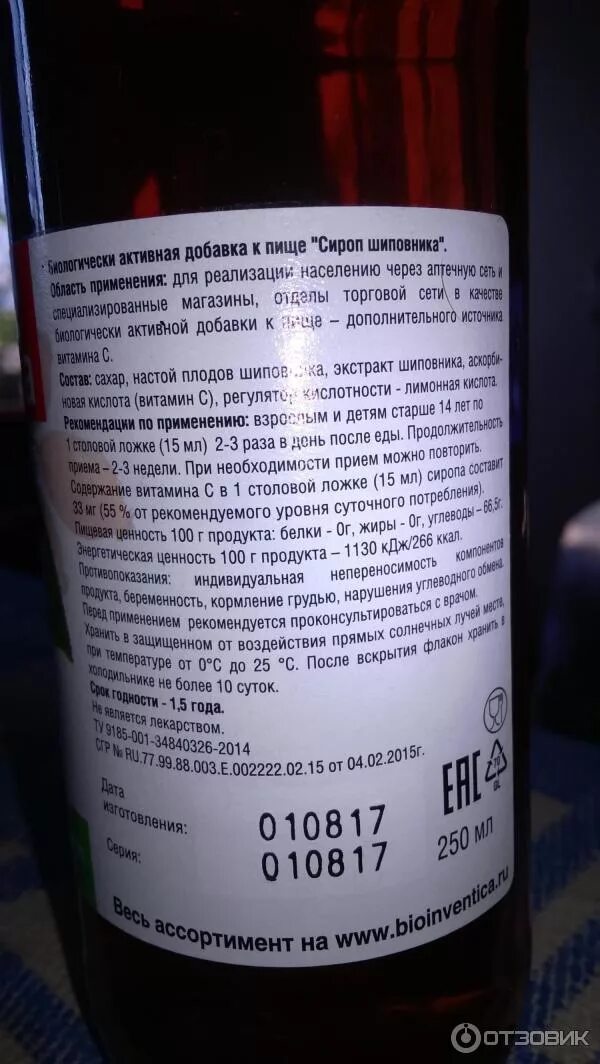 Биологически активная добавка к пище "Сироп шиповника".
Область применения: для реализации населению через аптечную сеть и
специализированные магазины, отделы торговой сети в качестве
биологически активной добавки к пище – дополнительного источника
витамина С.
Состав: сахар, настой плодов шиповника, экстракт шиповника, аскорби-
новая кислота (витамин С), регулятор кислотности - лимонная кислота.
Рекомендации по применению: взрослым и детям старше 14 лет по
1 столовой ложке (15 мл) 2-3 раза в день после еды. Продолжительность
приема – 2-3 недели. При необходимости прием можно повторить.
Содержание витамина С в 1 столовой ложке (15 мл) сиропа составит
33 мг (55 % от рекомендуемого уровня суточного потребления).
Пищевая ценность 100 г продукта: белки - 0г, жиры - 0г, углеводы – 66,5г.
Энергетическая ценность 100 г продукта – 1130 кДж/266 ккал.
Противопоказания: индивидуальная непереносимость компонентов
продукта, беременность, кормление грудью, нарушения углеводного обмена.
Перед применением рекомендуется проконсультироваться с врачом.
Хранить в защищенном от воздействия прямых солнечных лучей месте,
при температуре от 0°С до 25 °С. После вскрытия флакон хранить в
холодильнике не более 10 суток.
Срок годности - 1,5 года.
Не является лекарством.
ТУ 9185-001-34840326-2014
СГР № RU.77.99.88.003.Е.002222.02.15 от 04.02.2015г.
Дата
изготовления: 010817
Серия: 010817
EAC
70
GL
250 мл
Весь ассортимент на www.bioinventica.ru
ОТЗОВИК